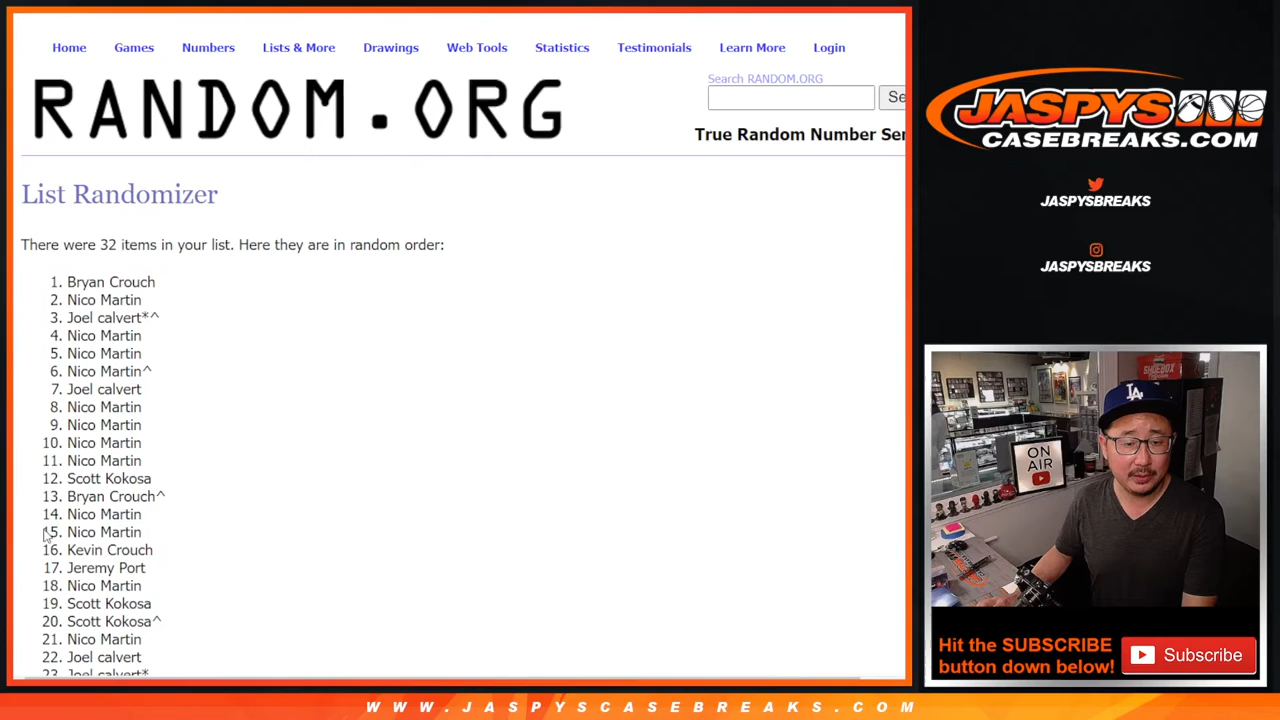 Home Games Numbers Lists & More Drawings Web Tools Statistics Testimonials Learn More Login
RANDOM.ORG
Search RANDOM.ORG
Se
True Random Number Ser
List Randomizer
There were 32 items in your list. Here they are in random order:
1. Bryan Crouch
2. Nico Martin
3. Joel calvert*^
4. Nico Martin
5. Nico Martin
6. Nico Martin^
7. Joel calvert
8. Nico Martin
9. Nico Martin
10. Nico Martin
11. Nico Martin
12. Scott Kokosa
13. Bryan Crouch^
14. Nico Martin
15. Nico Martin
16. Kevin Crouch
17. Jeremy Port
18. Nico Martin
19. Scott Kokosa
20. Scott Kokosa^
21. Nico Martin
22. Joel calvert
23. Joel calvert*
JASPYS
CASEBREAKS.COM
JASPYSBREAKS
JASPYSBREAKS
LA
ON
AIR
Hit the SUBSCRIBE
button down below!
Subscribe
WWW.JASPYSCASEBREAKS.COM